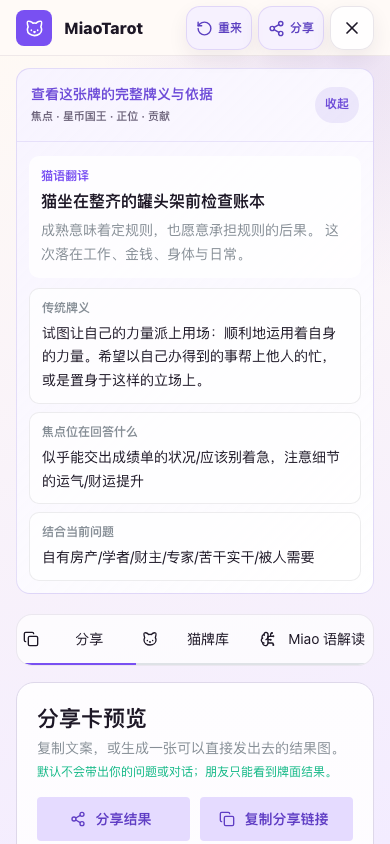 MiaoTarot
重来
分享
查看这张牌的完整牌义与依据
焦点 · 星币国王 · 正位 · 贡献
收起
猫语翻译
猫坐在整齐的罐头架前检查账本
成熟意味着定规则，也愿意承担规则的后果。 这
次落在工作、金钱、身体与日常。
传统牌义
试图让自己的力量派上用场：顺利地运用着自身
的力量。希望以自己办得到的事帮上他人的忙，
或是置身于这样的立场上。
焦点位在回答什么
似乎能交出成绩单的状况/应该别着急，注意细节
的运气/财运提升
结合当前问题
自有房产/学者/财主/专家/苦干实干/被人需要
分享
猫牌库
Miao 语解读
分享卡预览
复制文案，或生成一张可以直接发出去的结果图。
默认不会带出你的问题或对话；朋友只能看到牌面结果。
分享结果
复制分享链接